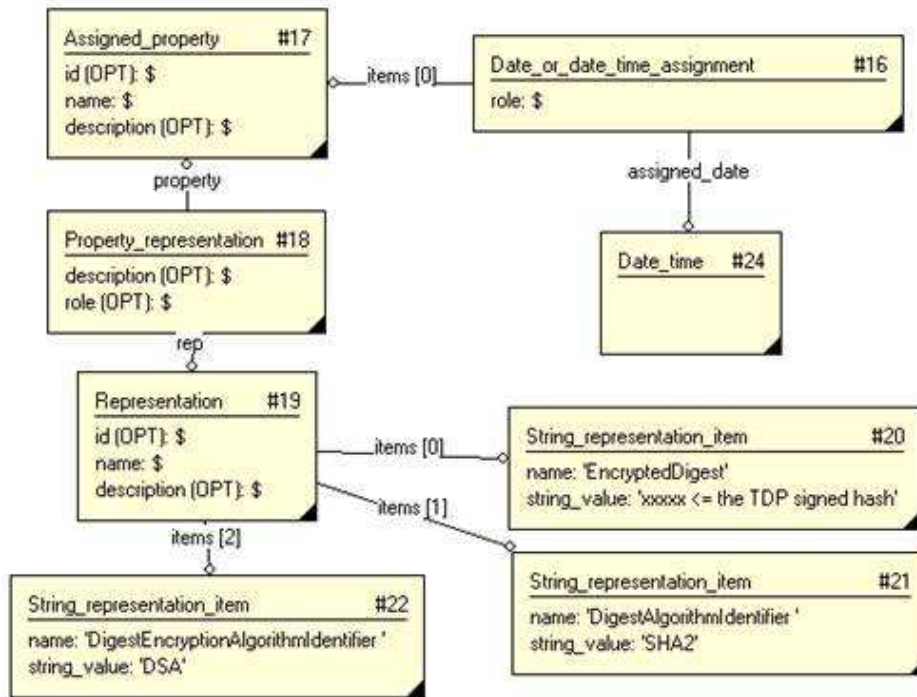 Assigned_property #17
id (OPT): $
name: $
description (OPT): $
items [0]
Date_or_date_time_assignment #16
role: $
property
assigned_date
Property_representation #18
description (OPT): $
role (OPT): $
Date_time #24
rep
Representation #19
id (OPT): $
name: $
description (OPT): $
items [0]
String_representation_item #20
name: 'EncryptedDigest'
string_value: 'xxxxx <= the TDP signed hash'
items [1]
items [2]
String_representation_item #21
name: 'DigestAlgorithmIdentifier '
string_value: 'SHA2'
String_representation_item #22
name: 'DigestEncryptionAlgorithmIdentifier '
string_value: 'DSA'